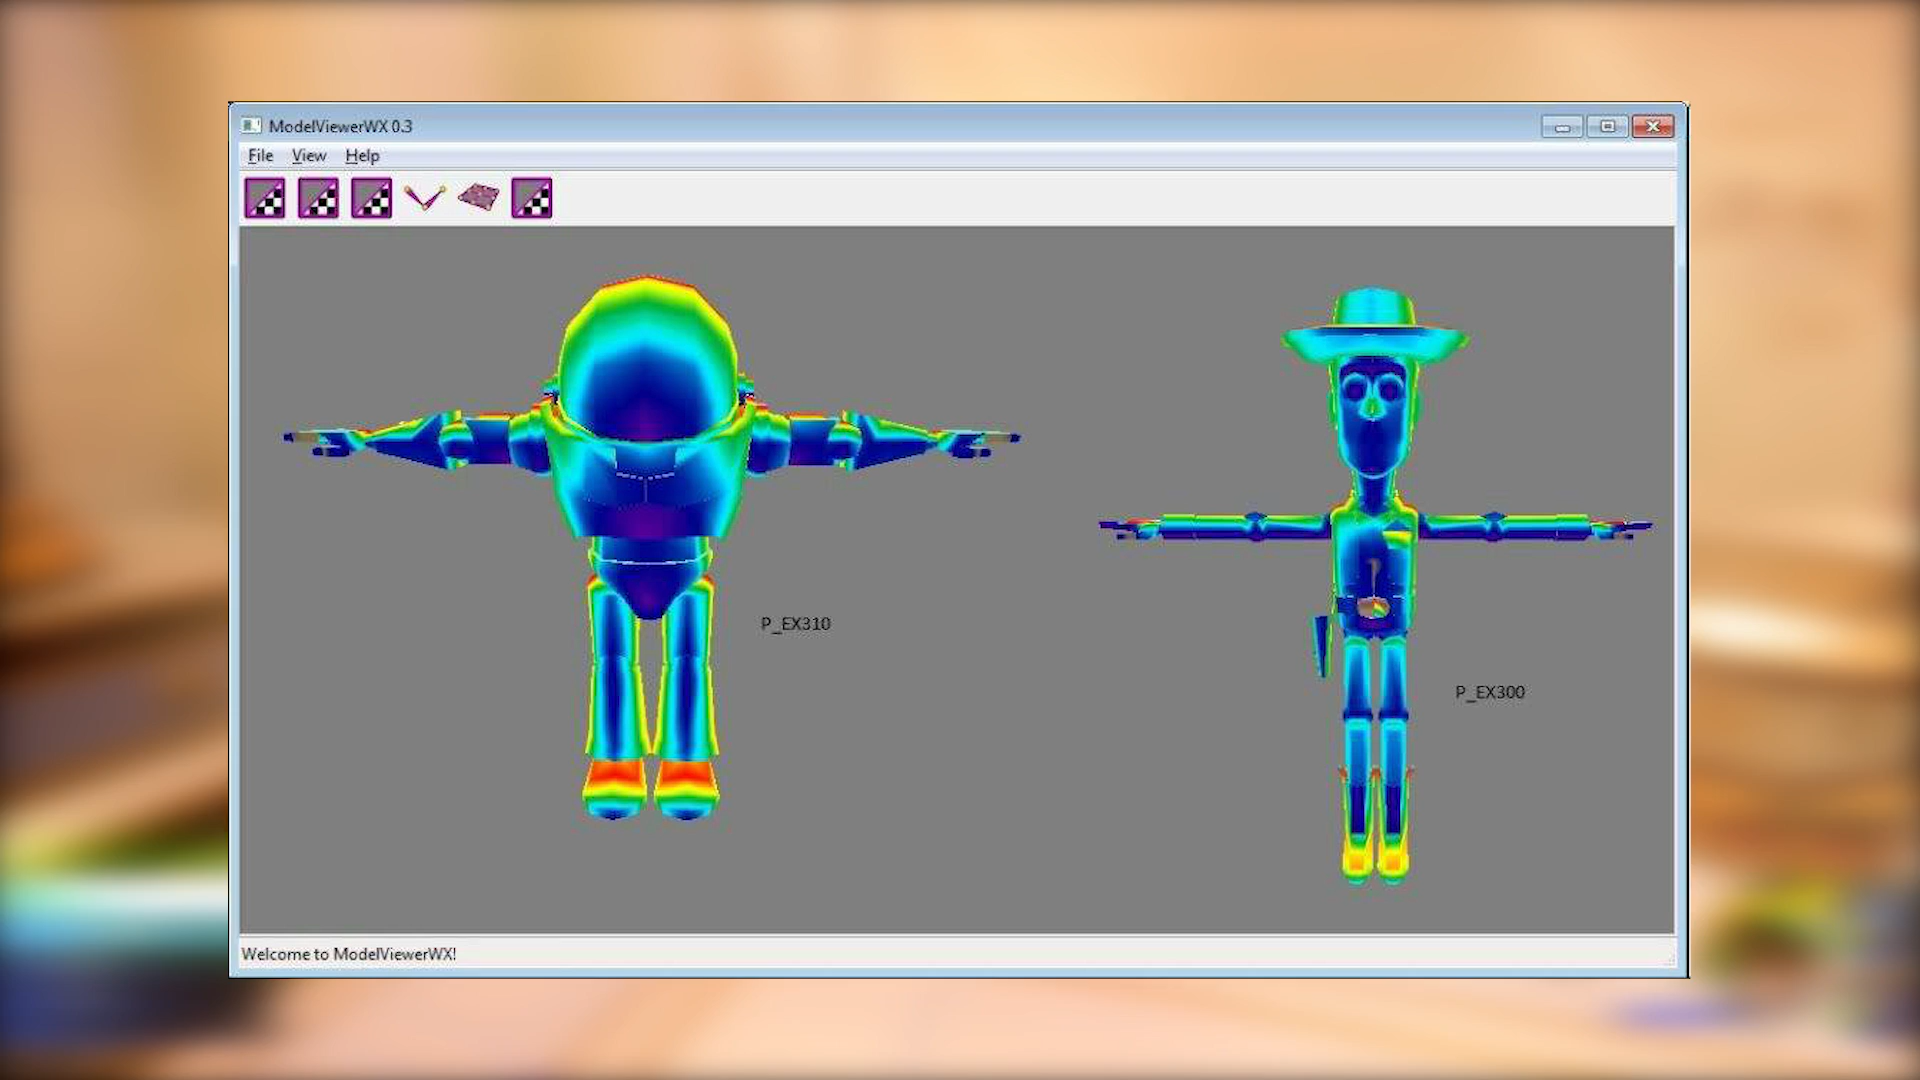 ModelViewerWX 0.3
File View Help
P_EX310
P_EX300
Welcome to ModelViewerWX!